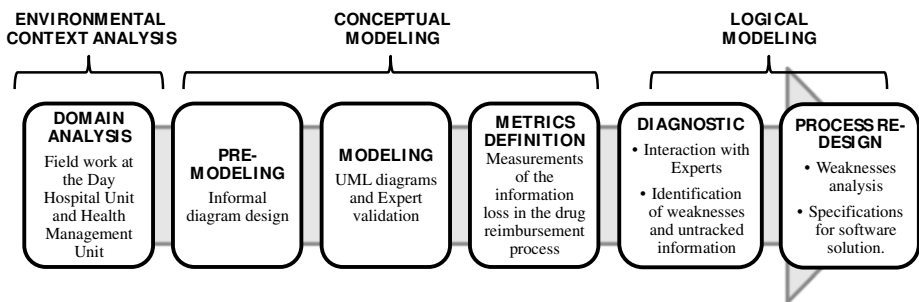 ENVIRONMENTAL
CONTEXT ANALYSIS
CONCEPTUAL
MODELING
LOGICAL
MODELING
DOMAIN
ANALYSIS
Field work at
the Day
Hospital Unit
and Health
Management
Unit
PRE-
MODELING
Informal
diagram design
MODELING
UML diagrams
and Expert
validation
METRICS
DEFINITION
Measurements
of the
information
loss in the drug
reimbursement
process
DIAGNOSTIC
• Interaction with
Experts
• Identification
of weaknesses
and untracked
information
PROCESS RE-
DESIGN
• Weaknesses
analysis
• Specifications
for software
solution.